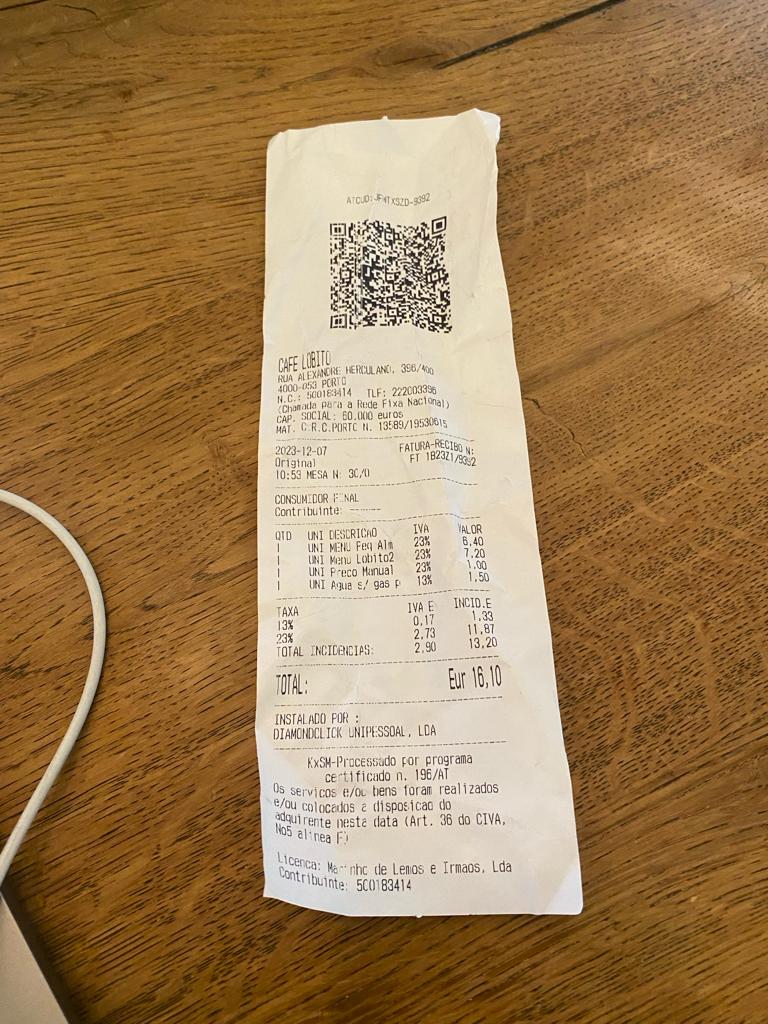 ATCUD:JFNTXSZD-9392
CAFE LOBITO
RUA ALEXANDRE HERCULANO, 396/400
4000-053 PORTO
N.C.: 500183414 TLF: 222003396
(Chamada para a Rede Fixa Nacional)
CAP. SOCIAL: 60.000 euros
MAT. C.R.C.PORTO N. 13589/19530615
2023-12-07 FATURA-RECIBO N:
Original FT 1B23Z1/9392
10:53 MESA N: 30/0
CONSUMIDOR FINAL
Contribuinte: -------
QTD UNI DESCRICAO IVA VALOR
1 UNI MENU Feq Alm 23% 6,40
1 UNI Menu Lobito2 23% 7,20
1 UNI Preco Manual 23% 1,00
1 UNI Agua s/ gas p 13% 1,50
TAXA IVA E INCID.E
13% 0,17 1,33
23% 2,73 11,87
TOTAL INCIDENCIAS: 2,90 13,20
TOTAL: Eur 16,10
INSTALADO POR :
DIAMONDCLICK UNIPESSOAL, LDA
KxSM-Processado por programa
certificado n. 196/AT
Os servicos e/ou bens foram realizados
e/ou colocados a disposicao do
adquirente nesta data (Art. 36 do CIVA,
No5 alinea F)
Licenca: Marinho de Lemos e Irmaos, Lda
Contribuinte: 500183414